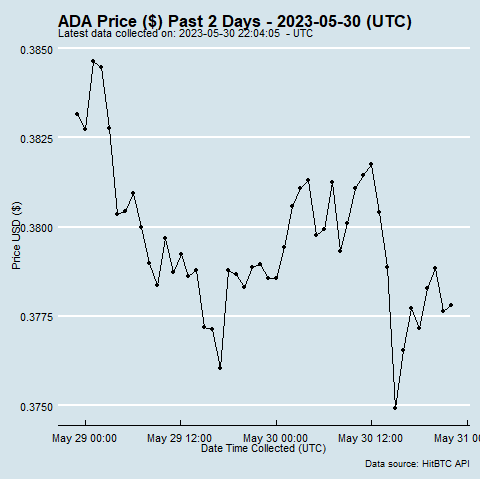 ADA Price ($) Past 2 Days - 2023-05-30 (UTC)
Latest data collected on: 2023-05-30 22:04:05 - UTC
0.3850
0.3825
0.3800
0.3775
0.3750
Price USD ($)
May 29 00:00
May 29 12:00
May 30 00:00
May 30 12:00
May 31 00
Date Time Collected (UTC)
Data source: HitBTC API